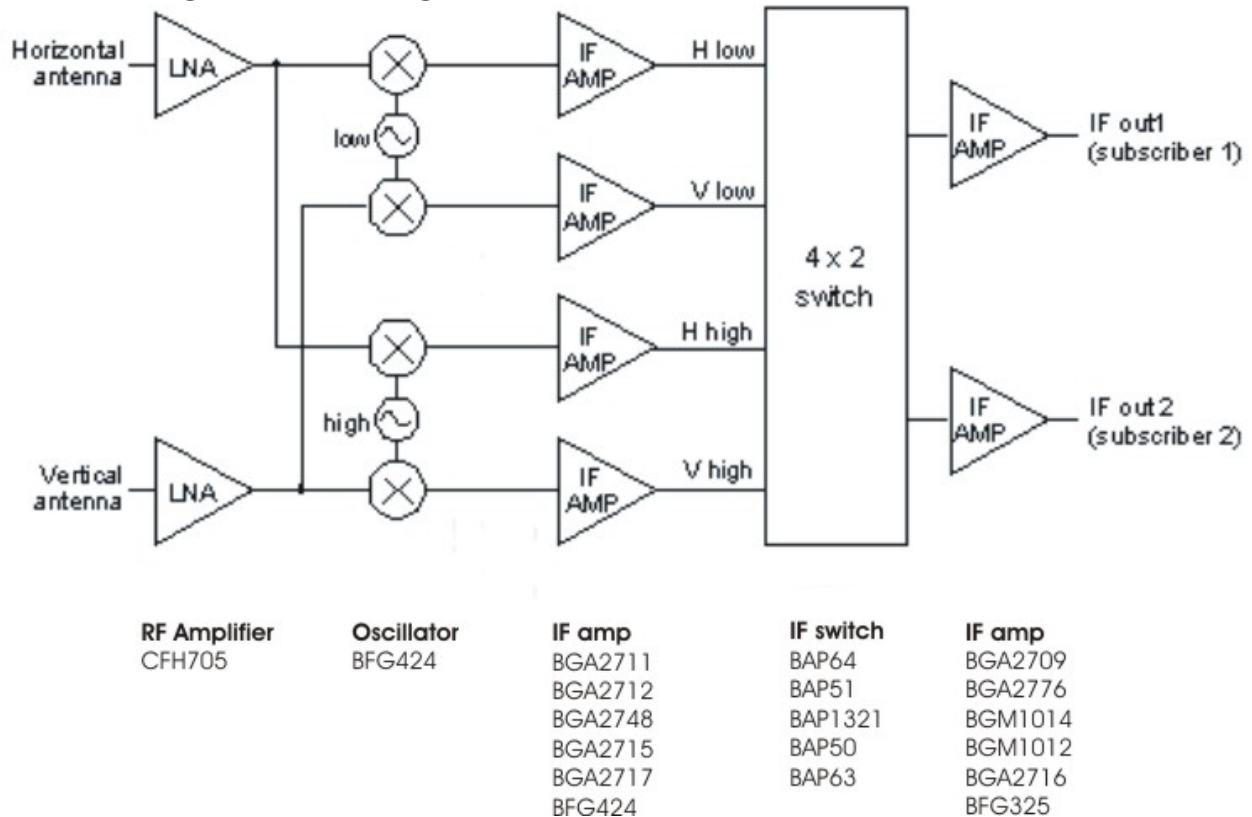 Horizontal
antenna
LNA
low
IF
AMP
H low
IF
AMP
V low
4 x 2
switch
IF
AMP
IF out1
(subscriber 1)
high
IF
AMP
H high
IF
AMP
IF out2
(subscriber 2)
Vertical
antenna
LNA
IF
AMP
V high
RF Amplifier
CFH705
Oscillator
BFG424
IF amp
BGA2711
BGA2712
BGA2748
BGA2715
BGA2717
BFG424
IF switch
BAP64
BAP51
BAP1321
BAP50
BAP63
IF amp
BGA2709
BGA2776
BGM1014
BGM1012
BGA2716
BFG325